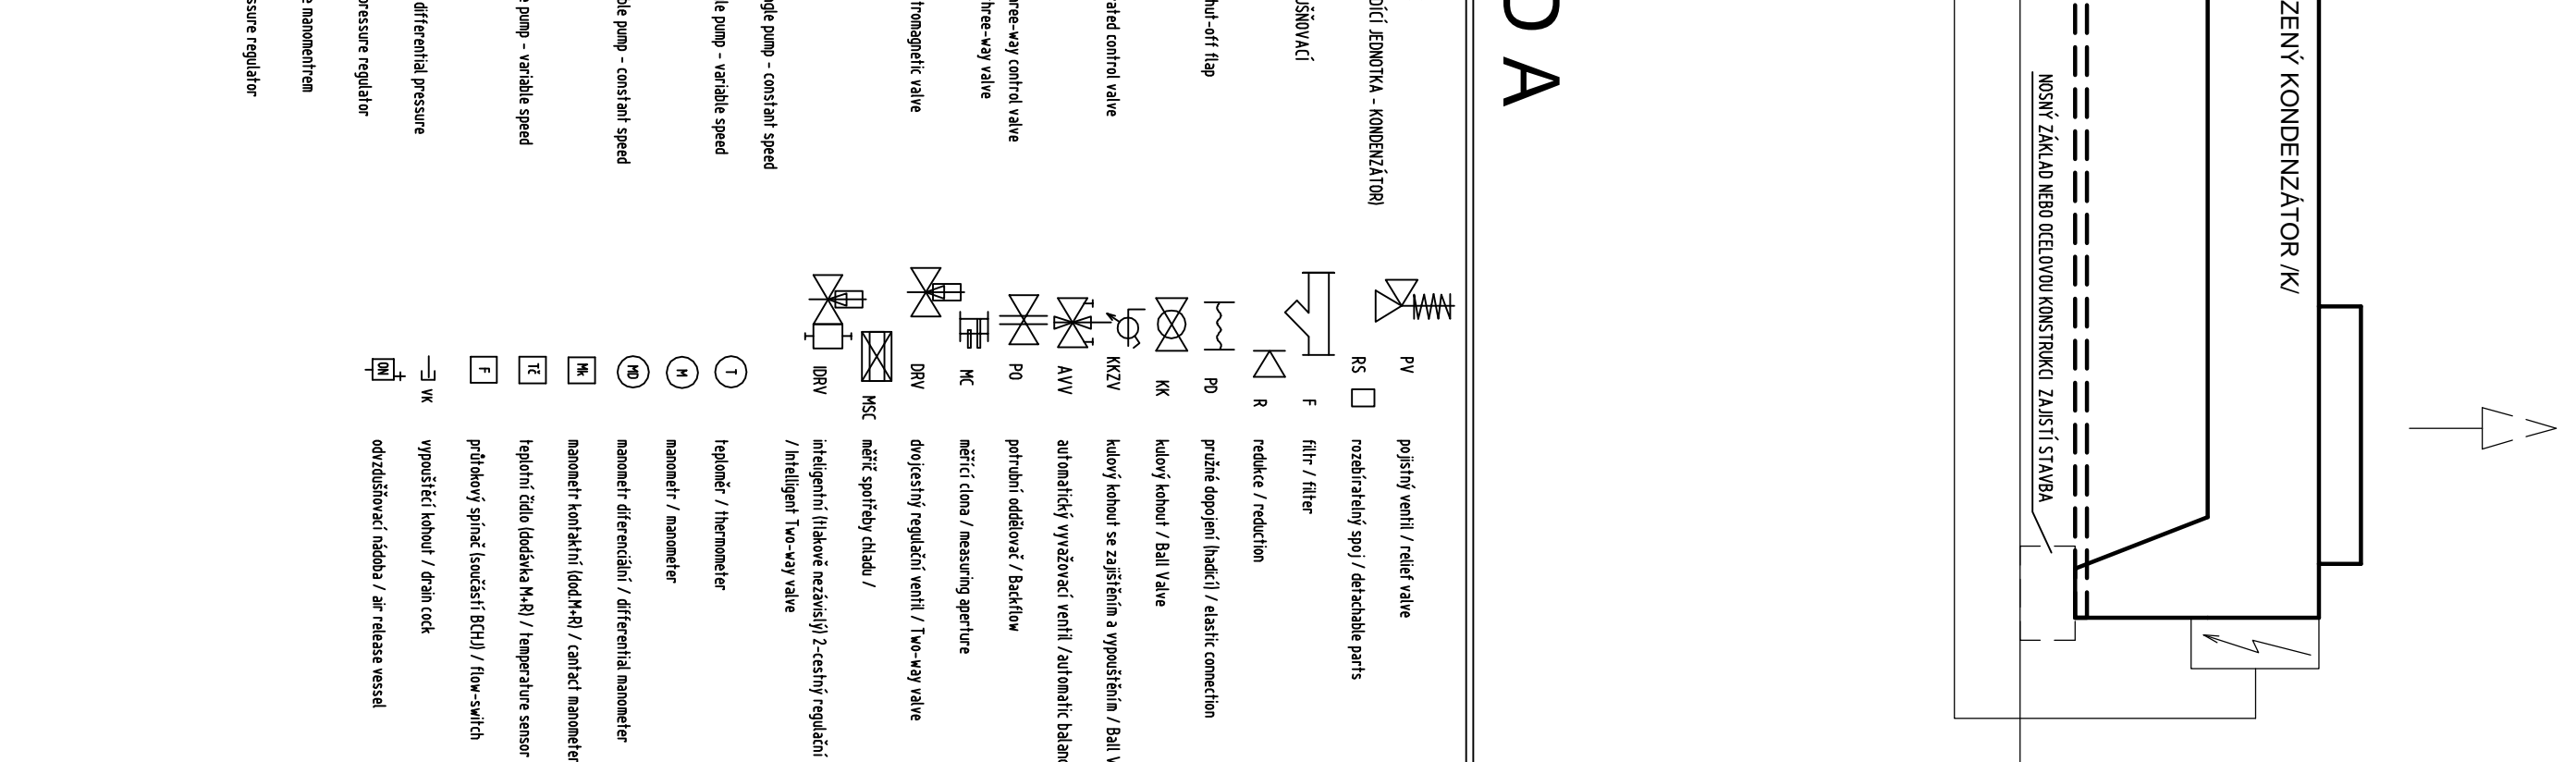 ZENÝ KONDENZÁTOR /K/
NOSNÝ ZÁKLAD NEBO OCELOVOU KONSTRUKCI ZAJISTÍ STAVBA
O A
DÍCÍ JEDNOTKA - KONDENZÁTOR)
UŠŇOVACÍ
hut-off flap
rated control valve
hree-way control valve
hree-way valve
tromagnetic valve
gle pump - constant speed
le pump - variable speed
ble pump - constant speed
e pump - variable speed
differential pressure
pressure regulator
e manomentrem
ssure regulator
PV pojistný ventil / relief valve
RS rozebíratelný spoj / detachable parts
F filtr / filter
R redukce / reduction
PD pružné dopojení (hadicí) / elastic connection
KK kulový kohout / Ball Valve
KKZV kulový kohout se zajištěním a vypouštěním / Ball V
AVV automatický vyvažovací ventil /automatic balanc
PO potrubní oddělovač / Backflow
MC měřící clona / measuring aperture
DRV dvojcestný regulační ventil / Two-way valve
MSC měřič spotřeby chladu /
IDRV inteligentní (tlakově nezávislý) 2-cestný regulační
/ Intelligent Two-way valve
T teploměr / thermometer
M manometr / manometer
MD manometr diferenciální / differential manometer
Mk manometr kontaktní (dod.M+R) / cantact manometer
Tč teplotní čidlo (dodávka M+R) / temperature sensor
F průtokový spínač (součástí BCHJ) / flow-switch
VK vypouštěcí kohout / drain cock
ON odvzdušňovací nádoba / air release vessel